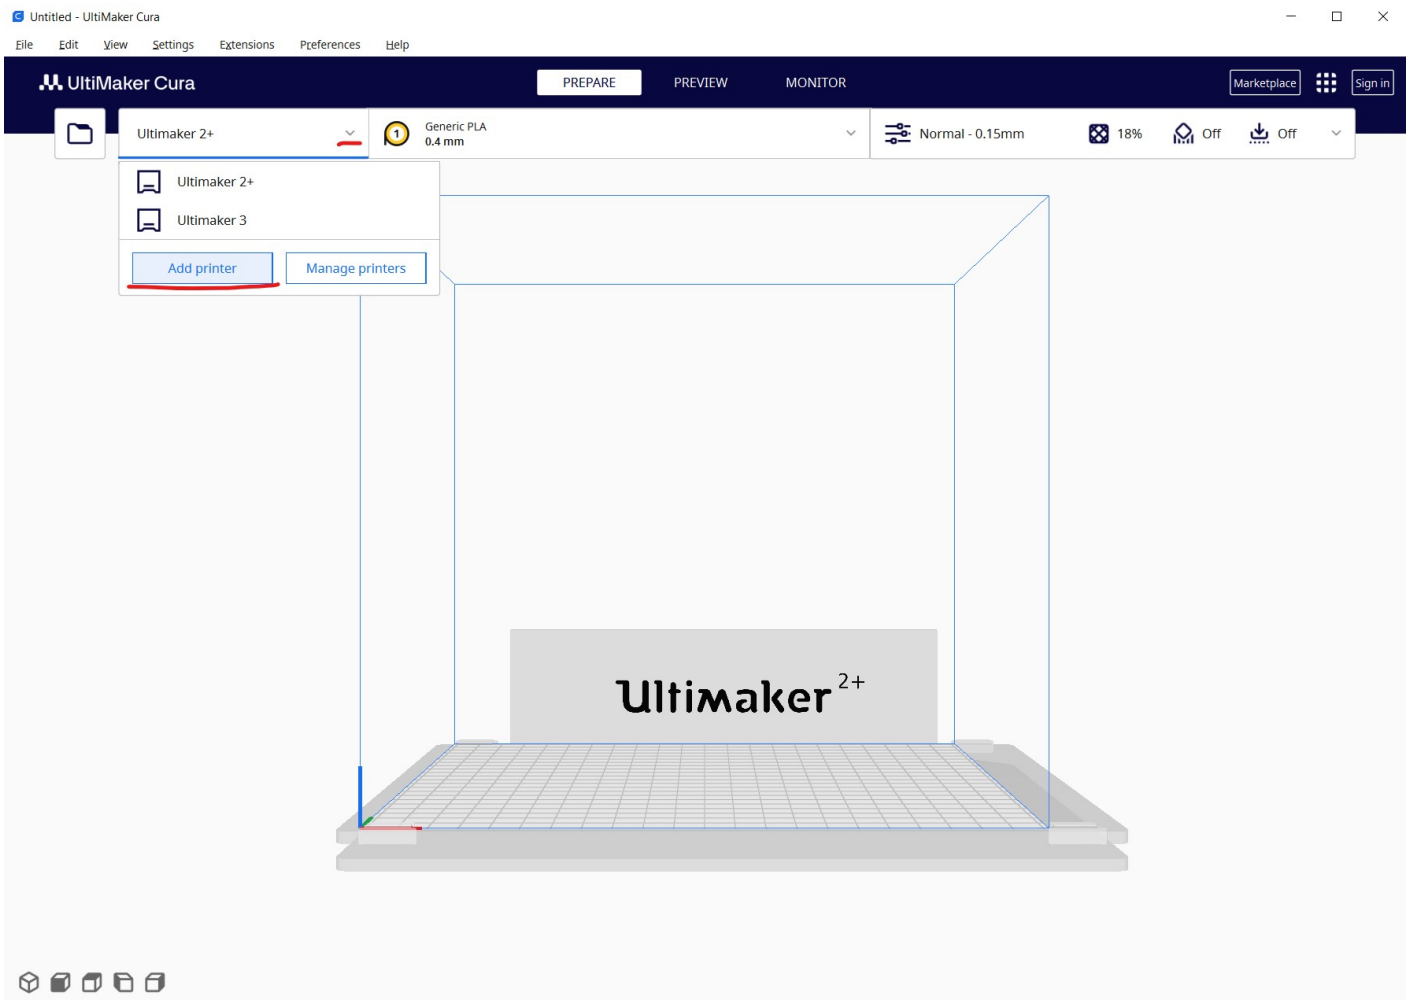 Untitled - UltiMaker Cura
File Edit View Settings Extensions Preferences Help
UltiMaker Cura
PREPARE PREVIEW MONITOR
Marketplace
Sign in
Ultimaker 2+
1
Generic PLA
0.4 mm
Normal - 0.15mm
18%
Off
Off
Ultimaker 2+
Ultimaker 3
Add printer
Manage printers
Ultimaker 2+